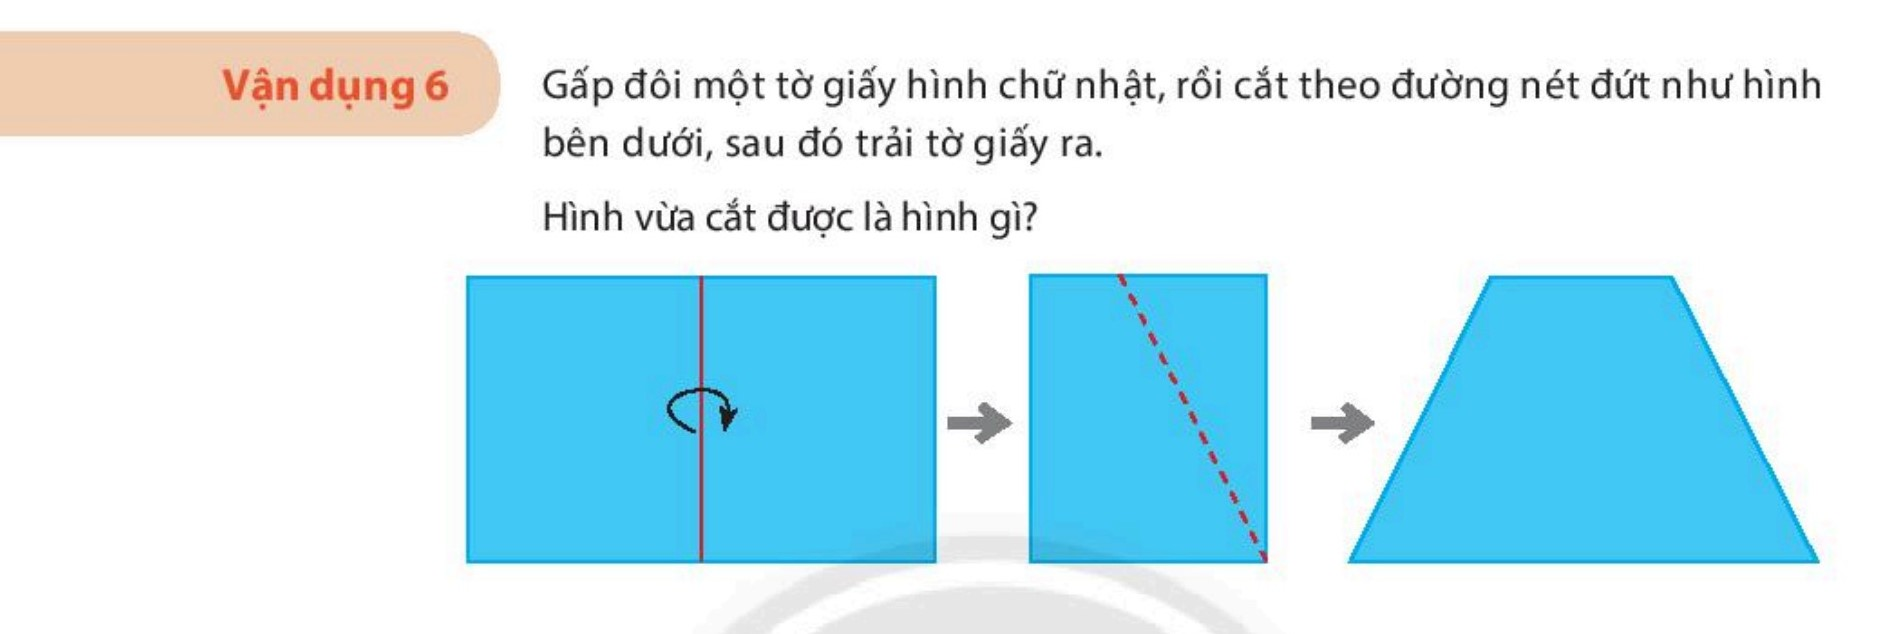 Vận dụng 6
Gấp đôi một tờ giấy hình chữ nhật, rồi cắt theo đường nét đứt như hình
bên dưới, sau đó trải tờ giấy ra.
Hình vừa cắt được là hình gì?